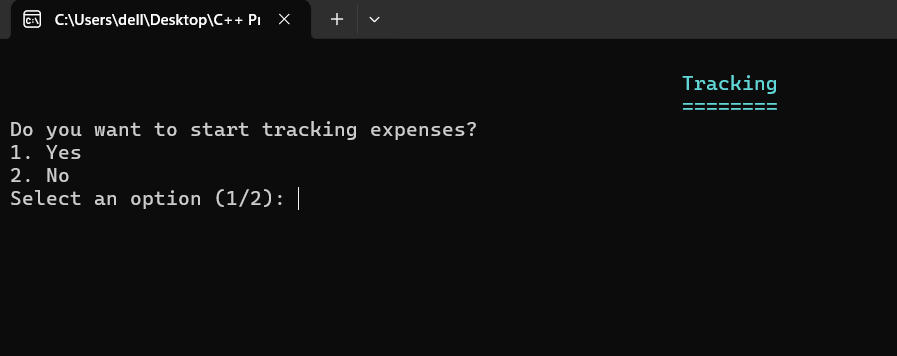 C:\Users\dell\Desktop\C++ Pr
Tracking
========
Do you want to start tracking expenses?
1. Yes
2. No
Select an option (1/2):